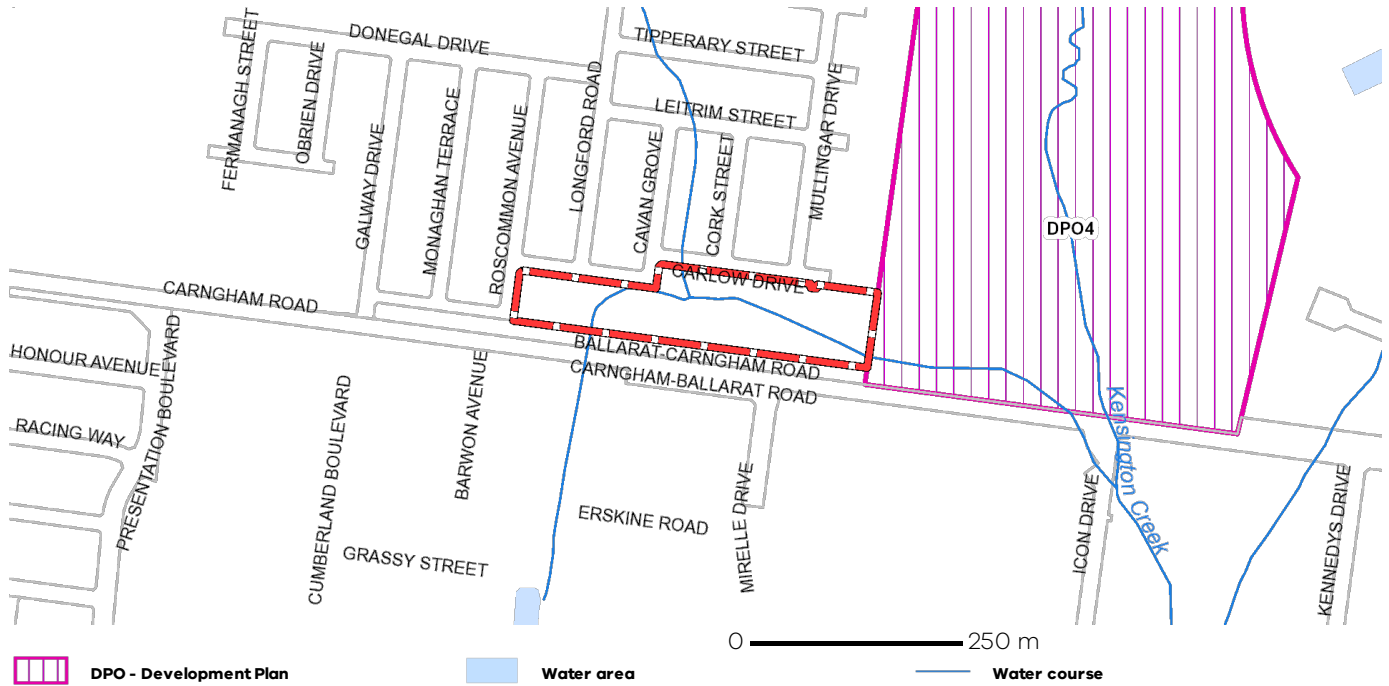 FERMANAGH STREET
OBRIEN DRIVE
DONEGAL DRIVE
GALWAY DRIVE
MONAGHAN TERRACE
ROSCOMMON AVENUE
LONGFORD ROAD
TIPPERARY STREET
LEITRIM STREET
CAVAN GROVE
CORK STREET
MULLINGAR DRIVE
DPO4
CARLOW DRIVE
CARNGHAM ROAD
BALLARAT-CARNGHAM ROAD
CARNGHAM-BALLARAT ROAD
HONOUR AVENUE
RACING WAY
PRESENTATION BOULEVARD
CUMBERLAND BOULEVARD
BARWON AVENUE
GRASSY STREET
ERSKINE ROAD
MIRELLE DRIVE
ICON DRIVE
Kensington Creek
KENNEDYS DRIVE
0 250 m
DPO - Development Plan
Water area
Water course